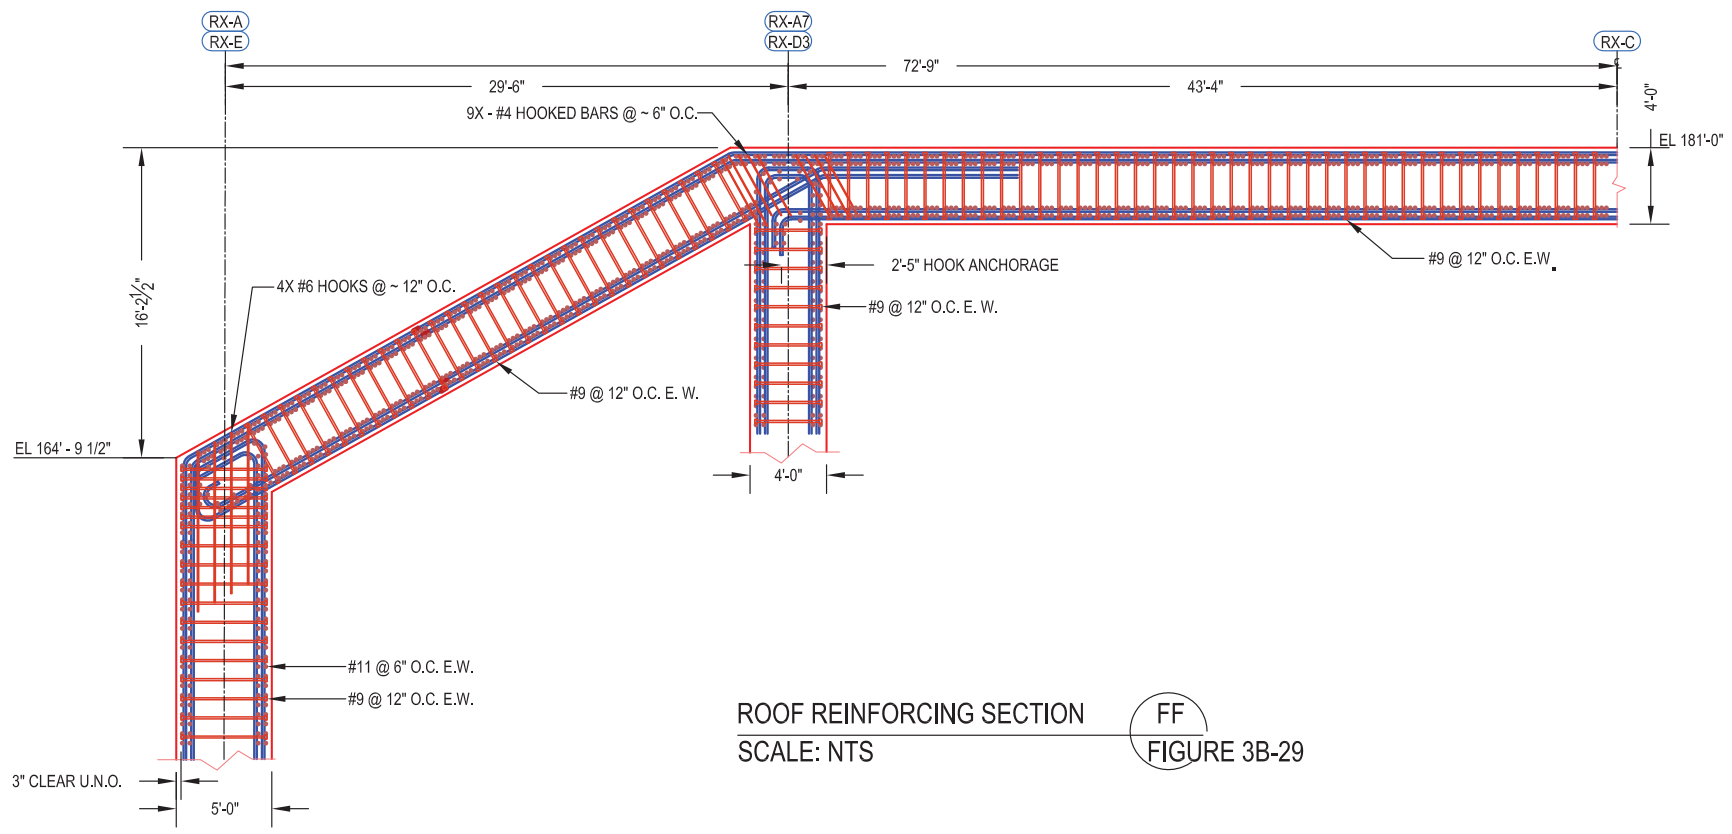 RX-A
RX-E
RX-A7
RX-D3
RX-C
72'-9"
℄
29'-6"
43'-4"
4'-0"
9X - #4 HOOKED BARS @ ~ 6" O.C.
EL 181'-0"
16'-2½"
4X #6 HOOKS @ ~ 12" O.C.
2'-5" HOOK ANCHORAGE
#9 @ 12" O.C. E.W.
#9 @ 12" O.C. E. W.
#9 @ 12" O.C. E. W.
EL 164' - 9 1/2"
4'-0"
#11 @ 6" O.C. E.W.
#9 @ 12" O.C. E.W.
ROOF REINFORCING SECTION
FF
SCALE: NTS
FIGURE 3B-29
3" CLEAR U.N.O.
5'-0"